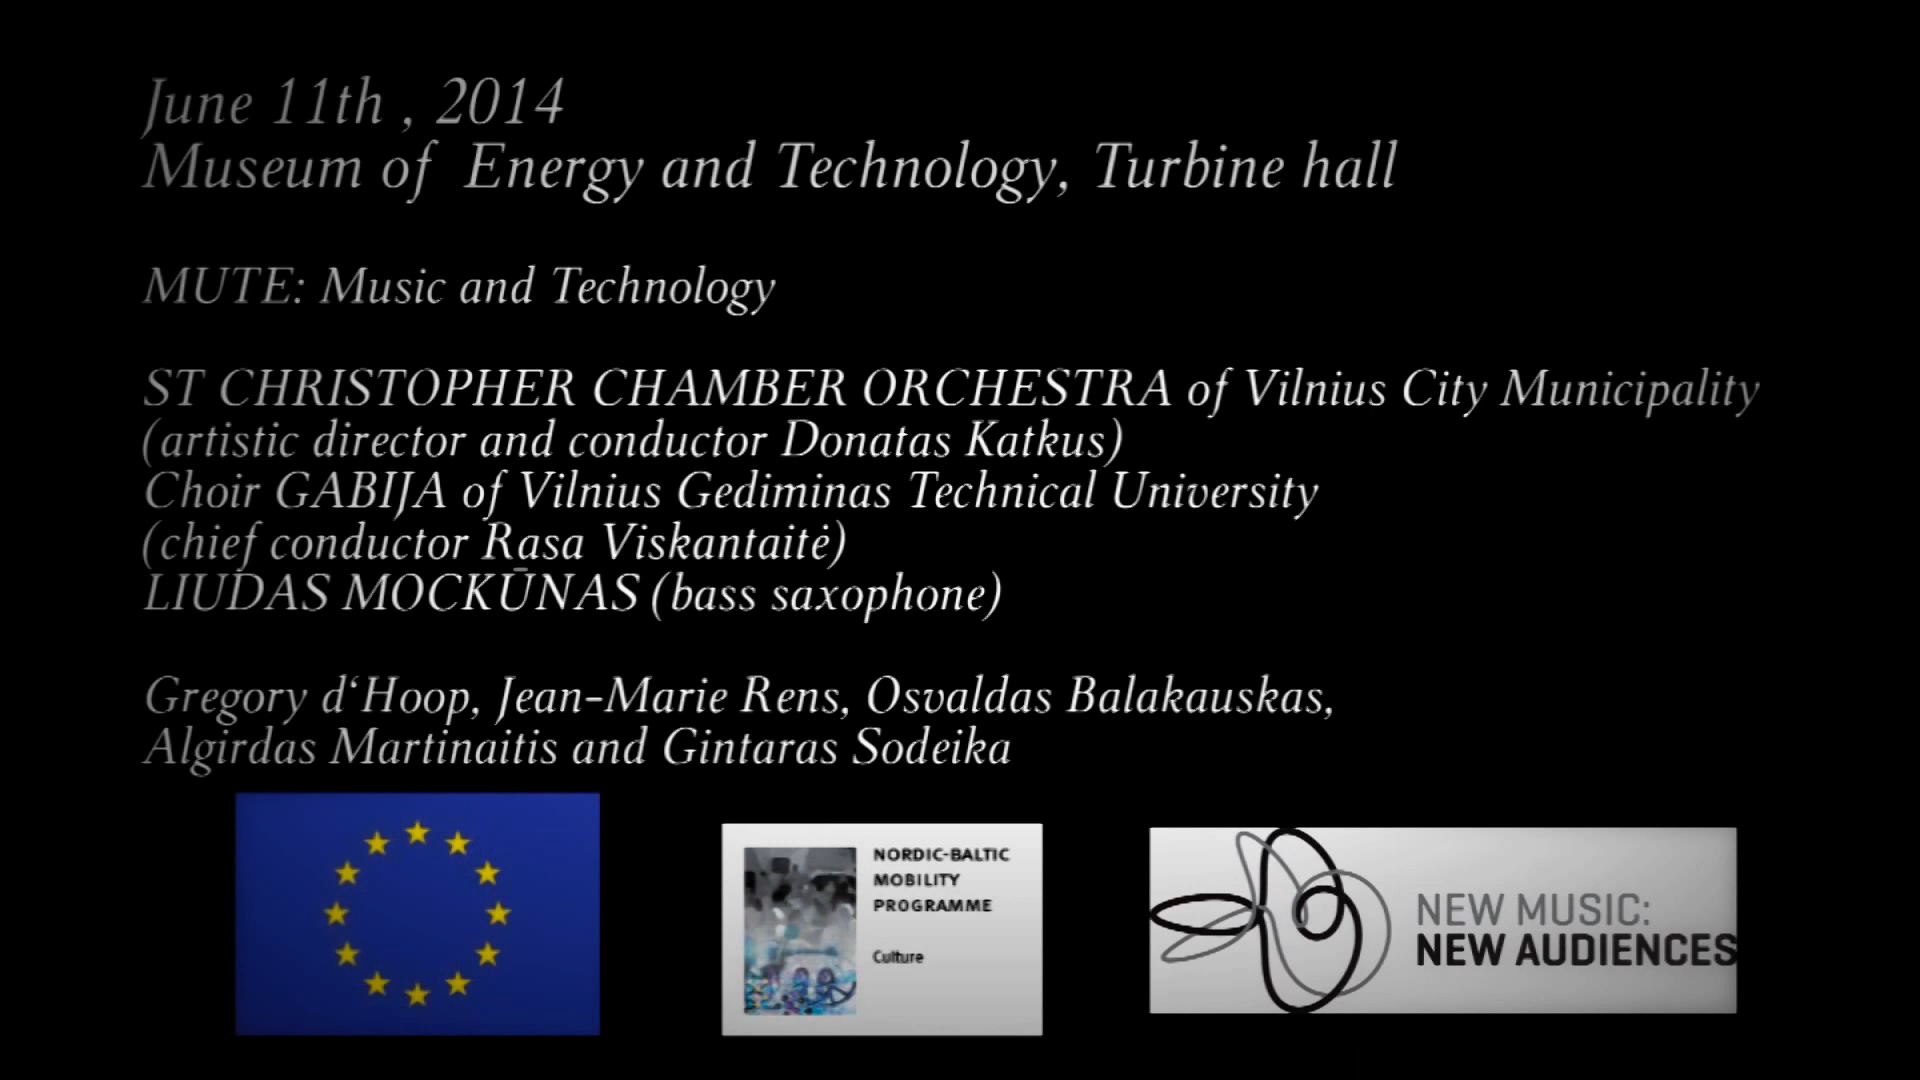 June 11th , 2014
Museum of Energy and Technology, Turbine hall
MUTE: Music and Technology
ST CHRISTOPHER CHAMBER ORCHESTRA of Vilnius City Municipality
(artistic director and conductor Donatas Katkus)
Choir GABIJA of Vilnius Gediminas Technical University
(chief conductor Rasa Viskantaitė)
LIUDAS MOCKŪNAS (bass saxophone)
Gregory d‘Hoop, Jean-Marie Rens, Osvaldas Balakauskas,
Algirdas Martinaitis and Gintaras Sodeika
NORDIC-BALTIC
MOBILITY
PROGRAMME
Culture
NEW MUSIC:
NEW AUDIENCES